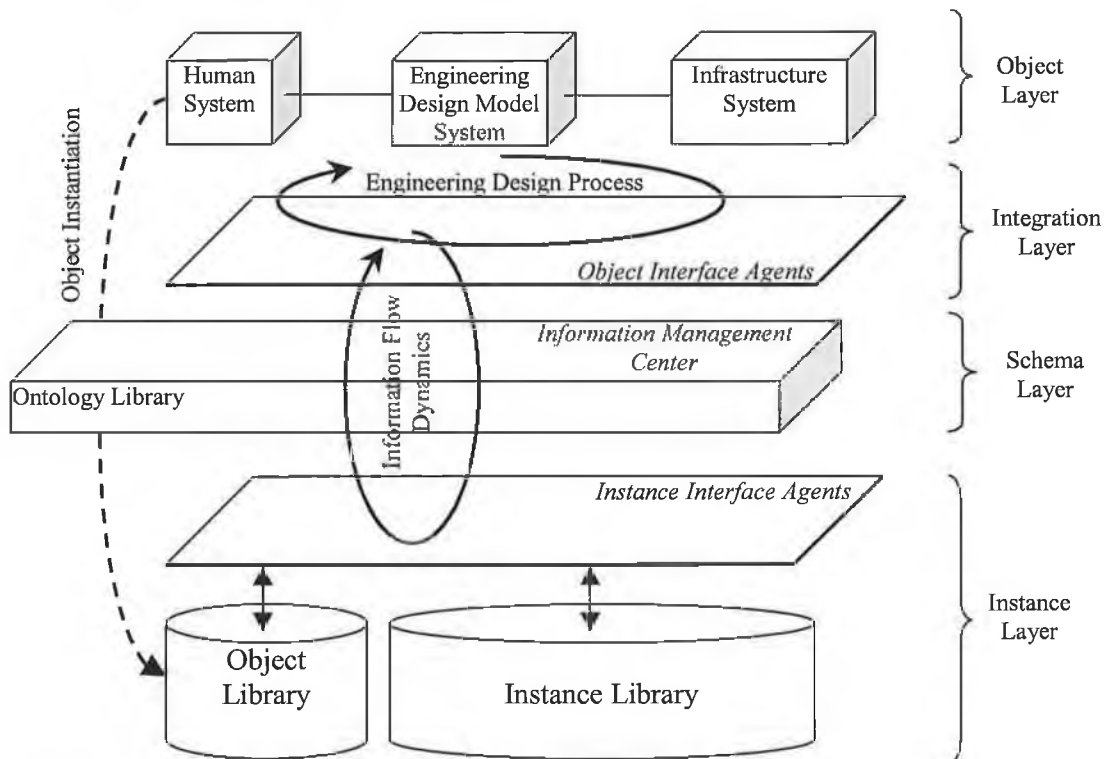 Human
System
Engineering
Design Model
System
Infrastructure
System
Object
Layer
Object Instantiation
Engineering Design Process
Integration
Layer
Object Interface Agents
Information Management
Center
Schema
Layer
Ontology Library
Information Flow
Dynamics
Instance Interface Agents
Instance
Layer
Object
Library
Instance Library